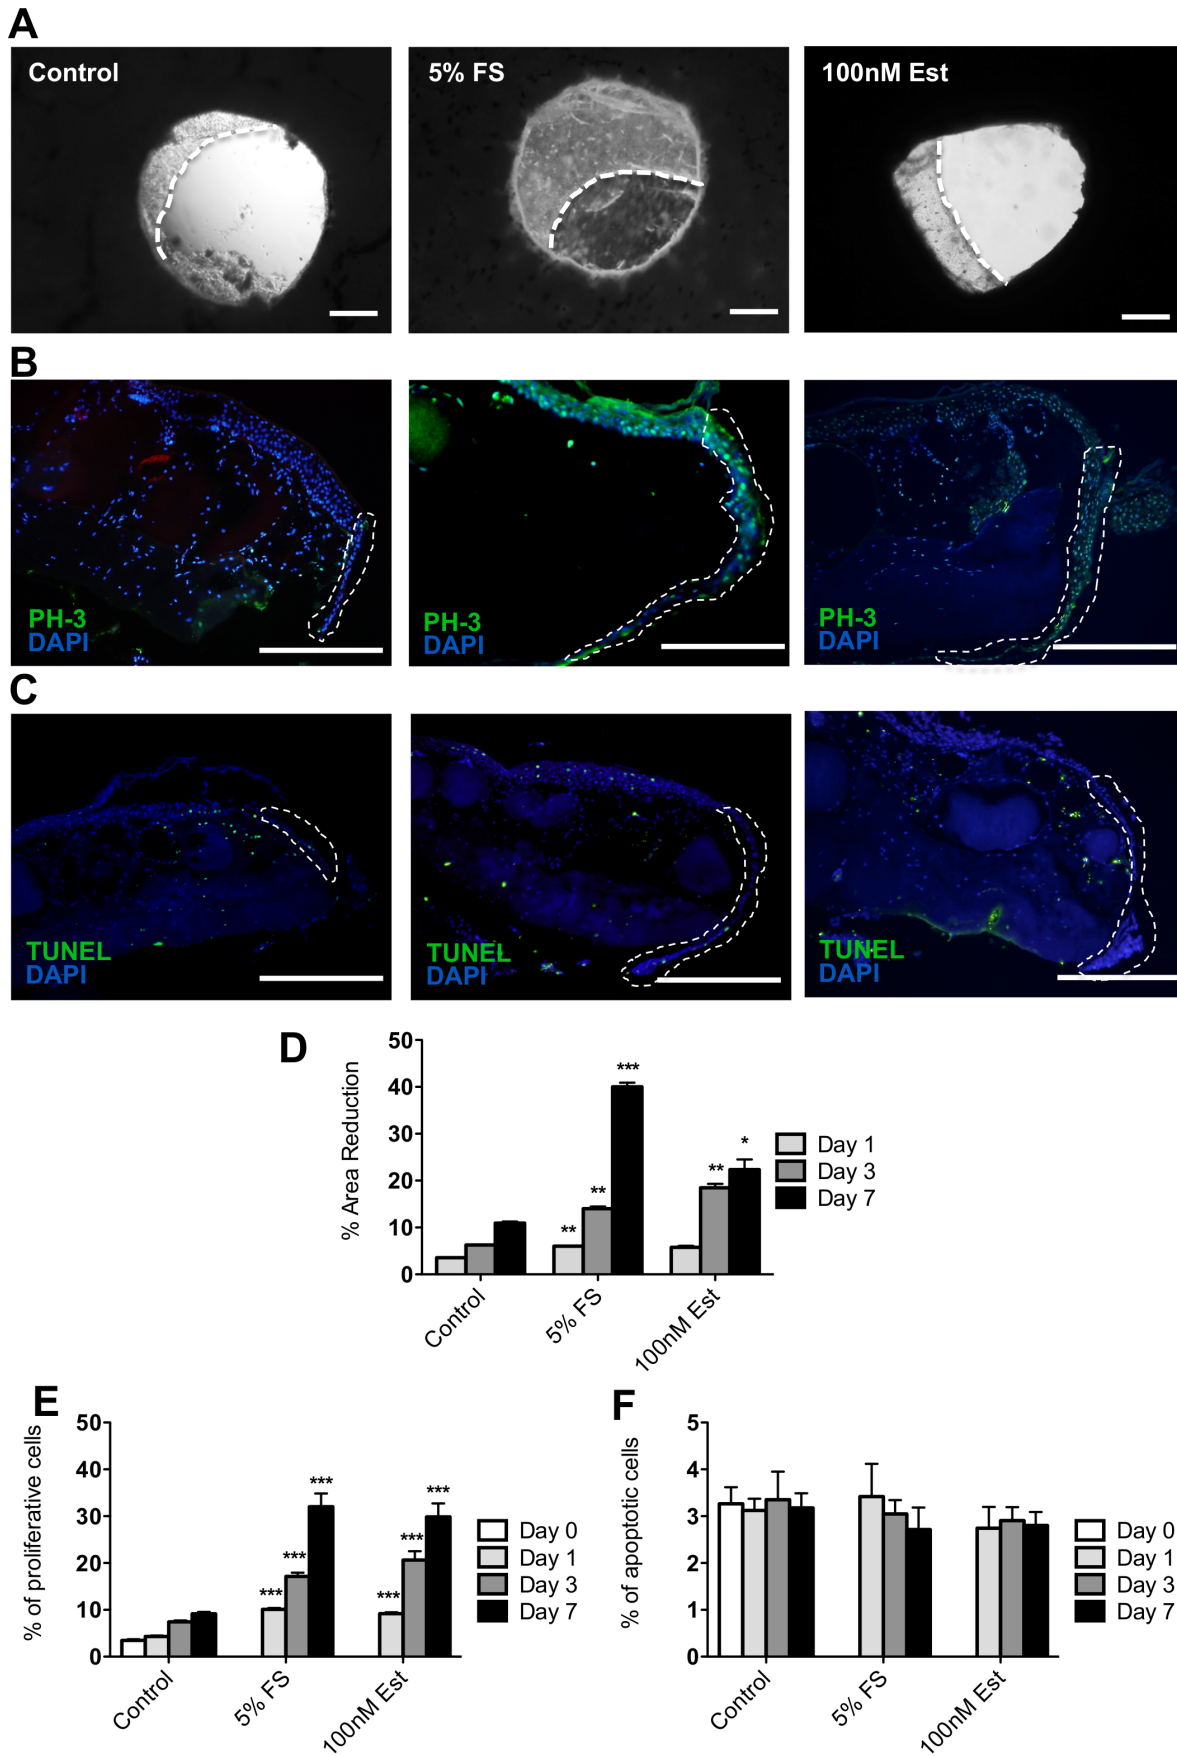 A
Control
5% FS
100nM Est
B
PH-3
DAPI
PH-3
DAPI
PH-3
DAPI
C
TUNEL
DAPI
TUNEL
DAPI
TUNEL
DAPI
D
% Area Reduction
50
40
30
20
10
0
**
**
***
**
*
Control
5% FS
100nM Est
Day 1
Day 3
Day 7
E
% of proliferative cells
50
40
30
20
10
0
***
***
***
***
***
***
Control
5% FS
100nM Est
Day 0
Day 1
Day 3
Day 7
F
% of apoptotic cells
5
4
3
2
1
0
Control
5% FS
100nM Est
Day 0
Day 1
Day 3
Day 7